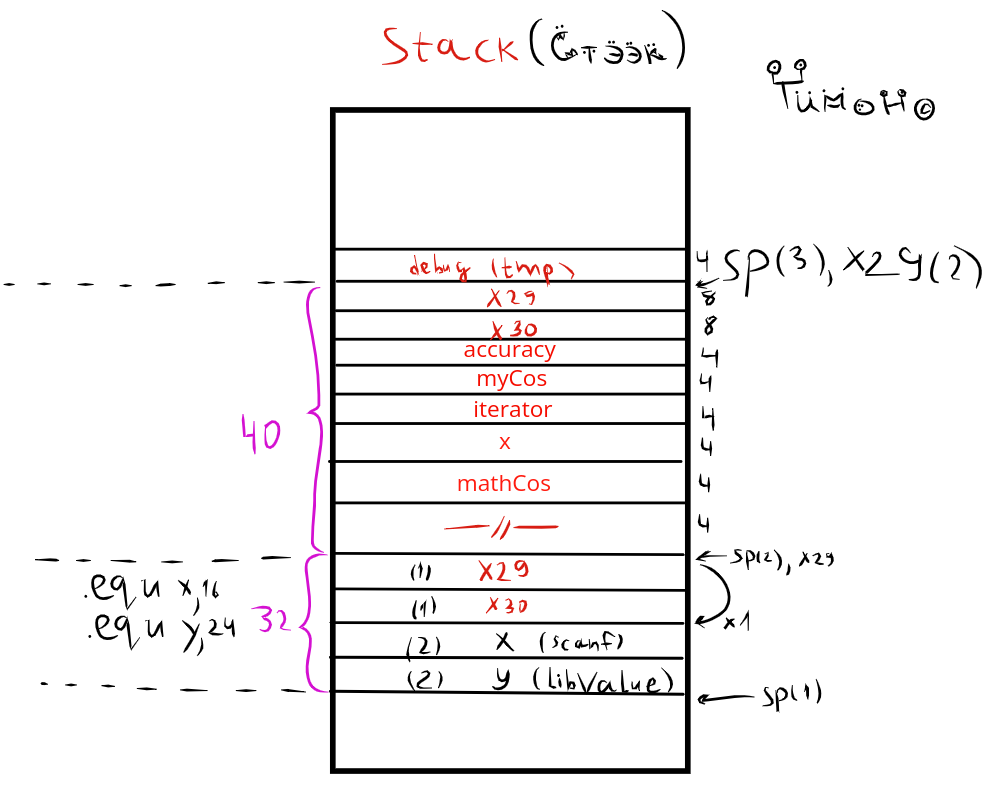 Stack (Стэк)
Тимон ©
debug (tmp) 4 sp(3), x29(2)
x29 8
x30 8
accuracy 4
myCos 4
40
iterator 4
x 4
mathCos 4
—//— 4
(1) x29 sp(2), x29
.equ x,16
.equ y,24
32
(1) x30 x1
(2) x (scanf)
(2) y (libValue)
sp(1)